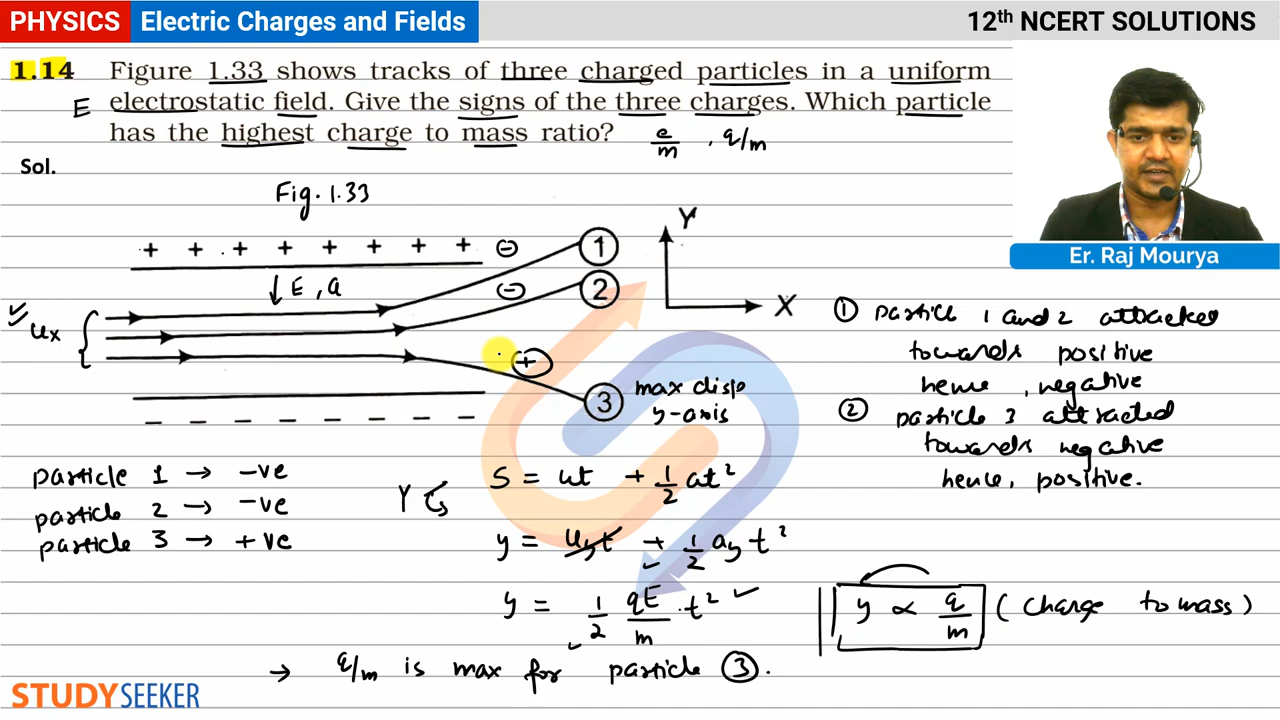 PHYSICS Electric Charges and Fields
12th NCERT SOLUTIONS
1.14 Figure 1.33 shows tracks of three charged particles in a uniform
E electrostatic field. Give the signs of the three charges. Which particle
has the highest charge to mass ratio? e/m , q/m
Sol.
Fig. 1.33
+ + + + + + + + ⊖ 1
↓ E, a
⊖ 2
ux
+
3 max disp
y-axis
Y
X
Er. Raj Mourya
① particle 1 and 2 attracted
towards positive
hence, negative
② particle 3 attracted
towards negative
hence, positive.
– – – – – – – –
particle 1 → -ve
particle 2 → -ve
particle 3 → +ve
Y S = ut + 1/2 at²
y = uyt + 1/2 ay t²
y = 1/2 qE/m . t²
y ∝ q/m (charge to mass)
→ q/m is max for particle ③.
STUDYSEEKER